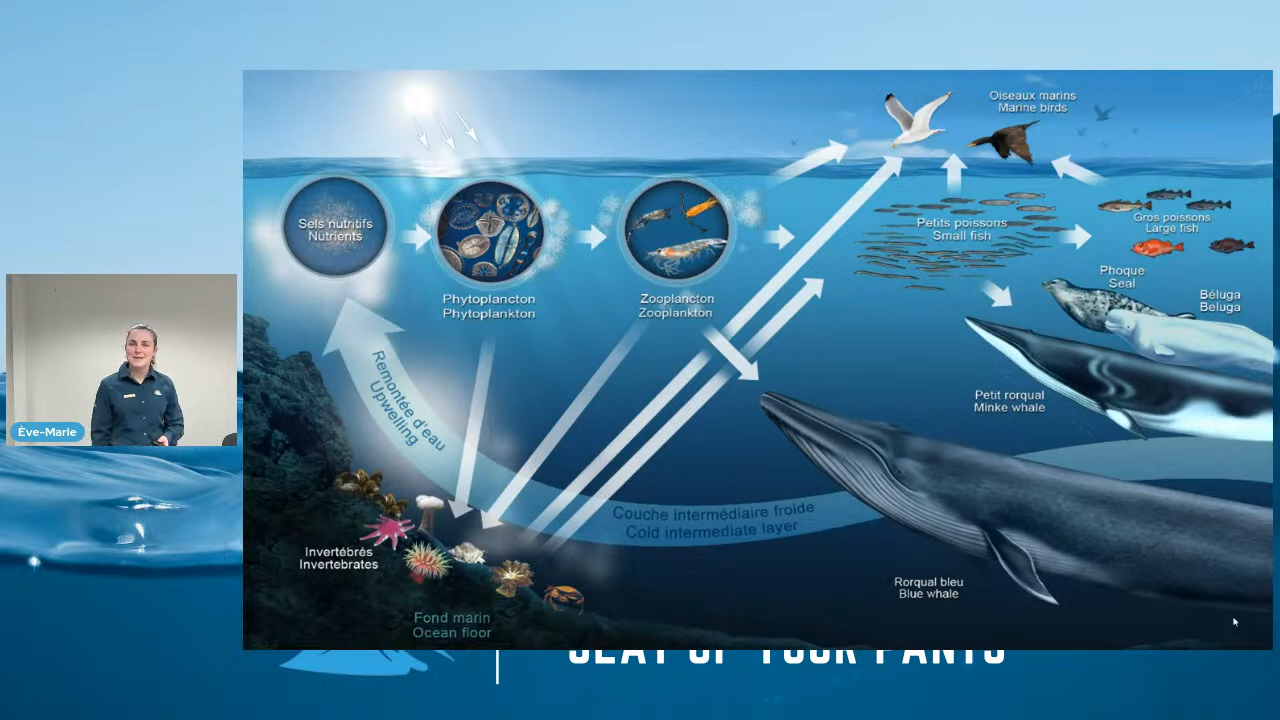 Oiseaux marins
Marine birds
Sels nutritifs
Nutrients
Petits poissons
Small fish
Gros poissons
Large fish
Phytoplancton
Phytoplankton
Zooplancton
Zooplankton
Phoque
Seal
Béluga
Beluga
Remontée d'eau
Upwelling
Petit rorqual
Minke whale
Ève-Marie
Couche intermédiaire froide
Cold intermediate layer
Invertébrés
Invertebrates
Rorqual bleu
Blue whale
Fond marin
Ocean floor